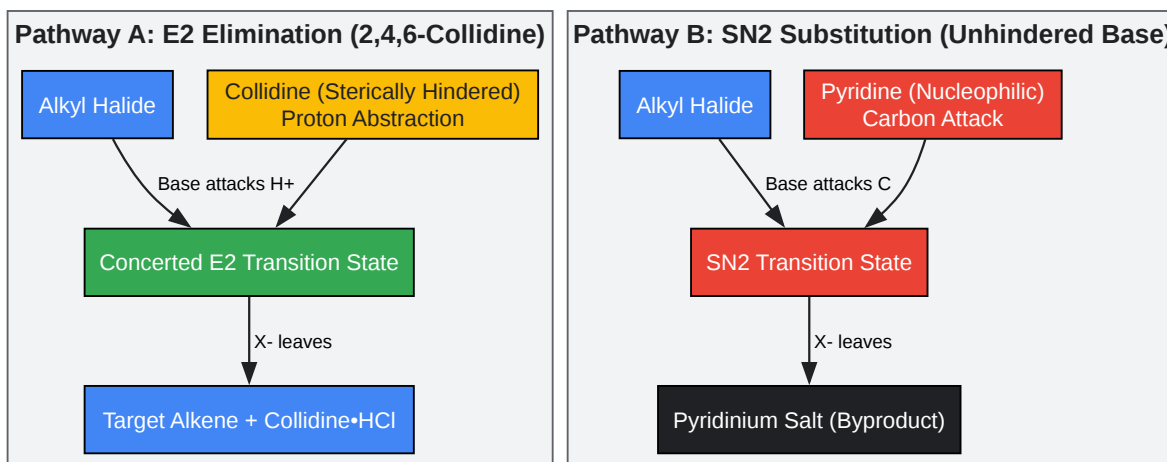 Pathway A: E2 Elimination (2,4,6-Collidine)
Alkyl Halide
Collidine (Sterically Hindered)
Proton Abstraction
Base attacks H+
Concerted E2 Transition State
X- leaves
Target Alkene + Collidine•HCl
Pathway B: SN2 Substitution (Unhindered Base)
Alkyl Halide
Pyridine (Nucleophilic)
Carbon Attack
Base attacks C
SN2 Transition State
X- leaves
Pyridinium Salt (Byproduct)